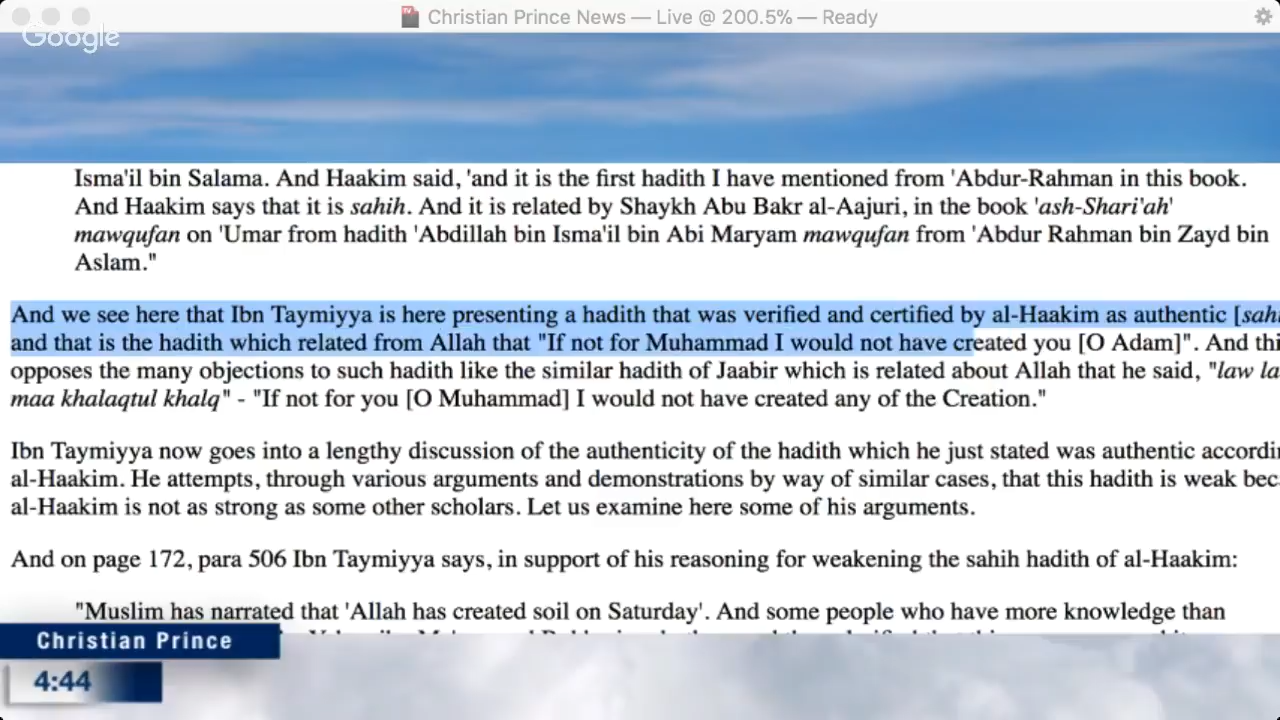 Christian Prince News — Live @ 200.5% — Ready
Google
Isma'il bin Salama. And Haakim said, 'and it is the first hadith I have mentioned from 'Abdur-Rahman in this book.
And Haakim says that it is sahih. And it is related by Shaykh Abu Bakr al-Aajuri, in the book 'ash-Shari'ah'
mawqufan on 'Umar from hadith 'Abdillah bin Isma'il bin Abi Maryam mawqufan from 'Abdur Rahman bin Zayd bin
Aslam."
And we see here that Ibn Taymiyya is here presenting a hadith that was verified and certified by al-Haakim as authentic
and that is the hadith which related from Allah that "If not for Muhammad I would not have created you [O Adam]". And
opposes the many objections to such hadith like the similar hadith of Jaabir which is related about Allah that he said, "law
maa khalaqtul khalq" - "If not for you [O Muhammad] I would not have created any of the Creation."
Ibn Taymiyya now goes into a lengthy discussion of the authenticity of the hadith which he just stated was authentic
al-Haakim. He attempts, through various arguments and demonstrations by way of similar cases, that this hadith is weak
al-Haakim is not as strong as some other scholars. Let us examine here some of his arguments.
And on page 172, para 506 Ibn Taymiyya says, in support of his reasoning for weakening the sahih hadith of al-Haakim:
"Muslim has narrated that 'Allah has created soil on Saturday'. And some people who have more knowledge than
Christian Prince
4:44